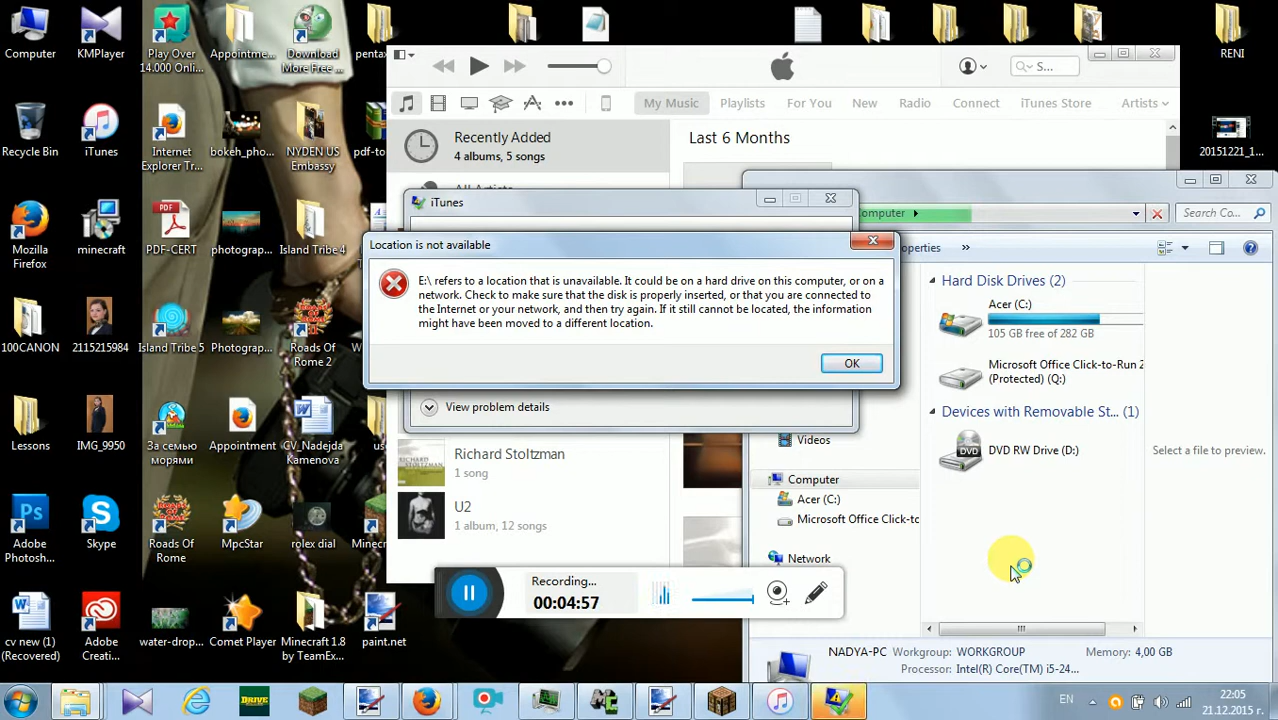 Computer
KMPlayer
Play Over
14.000 Onli...
Appointme...
Download
More Free ...
pentax
RENI
S...
My Music
Playlists
For You
New
Radio
Connect
iTunes Store
Artists
Recently Added
4 albums, 5 songs
Last 6 Months
Recycle Bin
iTunes
Internet
Explorer Tr...
bokeh_pho...
NYDEN US
Embassy
pdf-to
20151221_1...
iTunes
Computer
Search Co...
Location is not available
E:\ refers to a location that is unavailable. It could be on a hard drive on this computer, or on a
network. Check to make sure that the disk is properly inserted, or that you are connected to
the Internet or your network, and then try again. If it still cannot be located, the information
might have been moved to a different location.
OK
View problem details
operties
»
Hard Disk Drives (2)
Acer (C:)
105 GB free of 282 GB
Microsoft Office Click-to-Run 2
(Protected) (Q:)
Devices with Removable St... (1)
DVD
DVD RW Drive (D:)
Select a file to preview.
Videos
Computer
Acer (C:)
Microsoft Office Click-to
Network
Mozilla
Firefox
minecraft
PDF
PDF-CERT
photograp...
Island Tribe 4
100CANON
2115215984
Island Tribe 5
Photograp...
Roads Of
Rome 2
Lessons
IMG_9950
За семью
морями
Appointment
CV_Nadejda
Kamenova
Richard Stoltzman
1 song
U2
1 album, 12 songs
Ps
Adobe
Photosh...
Skype
Roads Of
Rome
MpcStar
rolex dial
Minec
Recording...
00:04:57
cv new (1)
(Recovered)
Adobe
Creati...
water-drop...
Comet Player
Minecraft 1.8
by TeamEx...
paint.net
NADYA-PC
Workgroup: WORKGROUP
Memory: 4,00 GB
Processor: Intel(R) Core(TM) i5-24...
DRIVE
EN
22:05
21.12.2015 г.